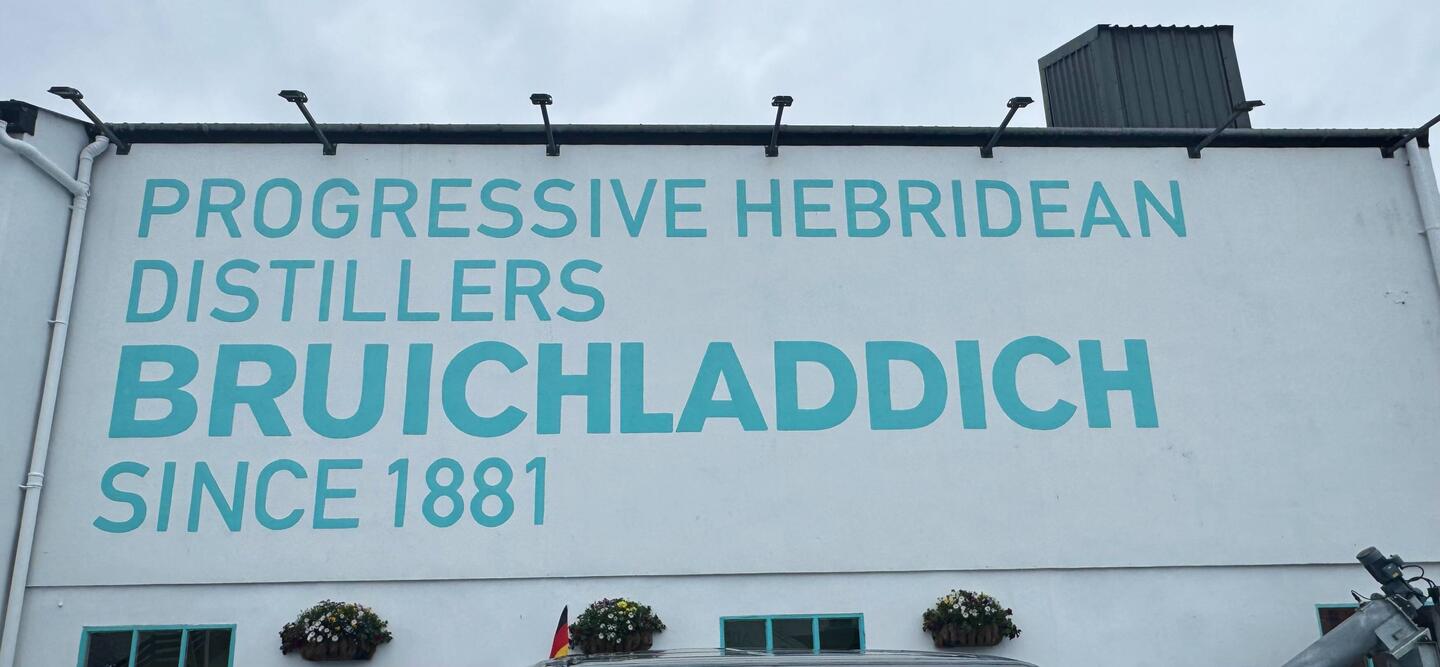 PROGRESSIVE HEBRIDEAN
DISTILLERS
BRUICHLADDICH
SINCE 1881